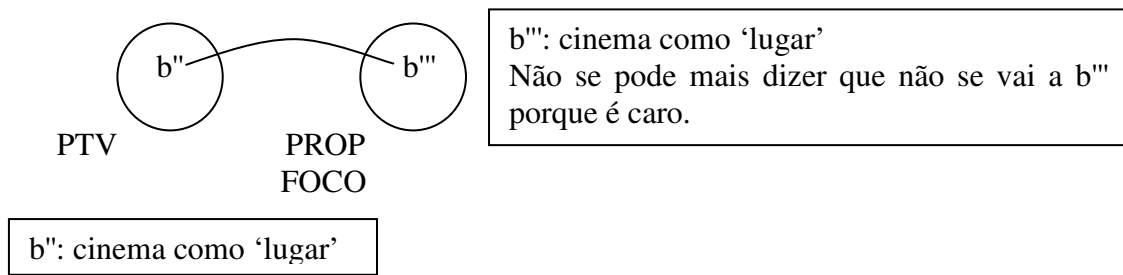 b'' b'''
b''': cinema como ‘lugar’
Não se pode mais dizer que não se vai a b'''
porque é caro.
PTV PROP
FOCO
b'': cinema como ‘lugar’